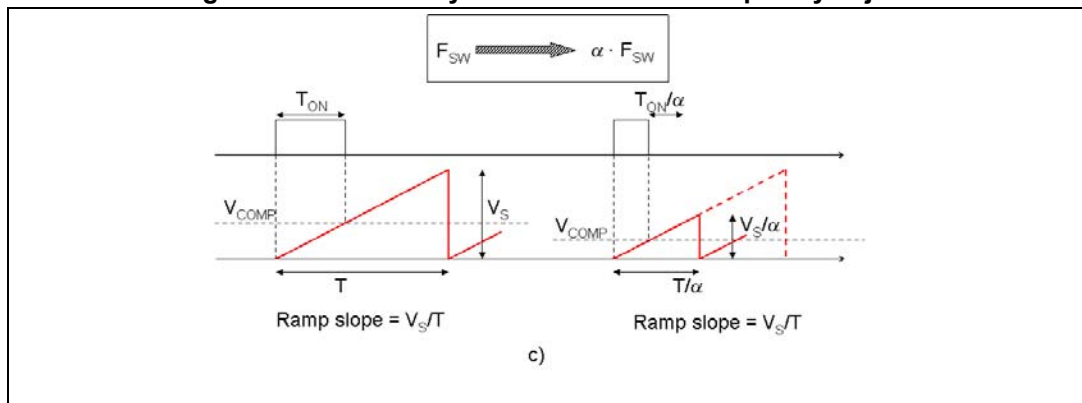 F_SW α · F_SW
T_ON T_ON/α
V_COMP V_S V_COMP V_S/α
T T/α
Ramp slope = V_S/T Ramp slope = V_S/T
c)